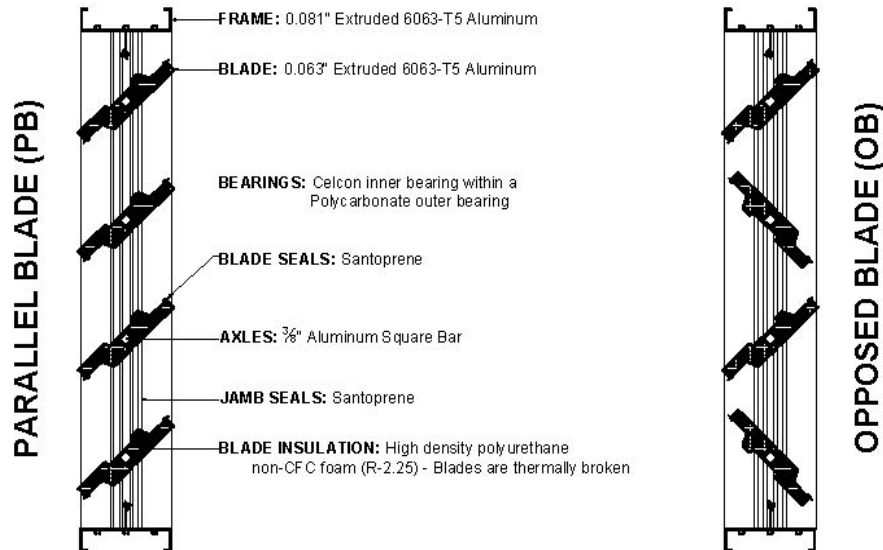 FRAME: 0.081" Extruded 6063-T5 Aluminum
BLADE: 0.063" Extruded 6063-T5 Aluminum
PARALLEL BLADE (PB)
OPPOSED BLADE (OB)
BEARINGS: Celcon inner bearing within a
Polycarbonate outer bearing
BLADE SEALS: Santoprene
AXLES: ⅜" Aluminum Square Bar
JAMB SEALS: Santoprene
BLADE INSULATION: High density polyurethane
non-CFC foam (R-2.25) - Blades are thermally broken